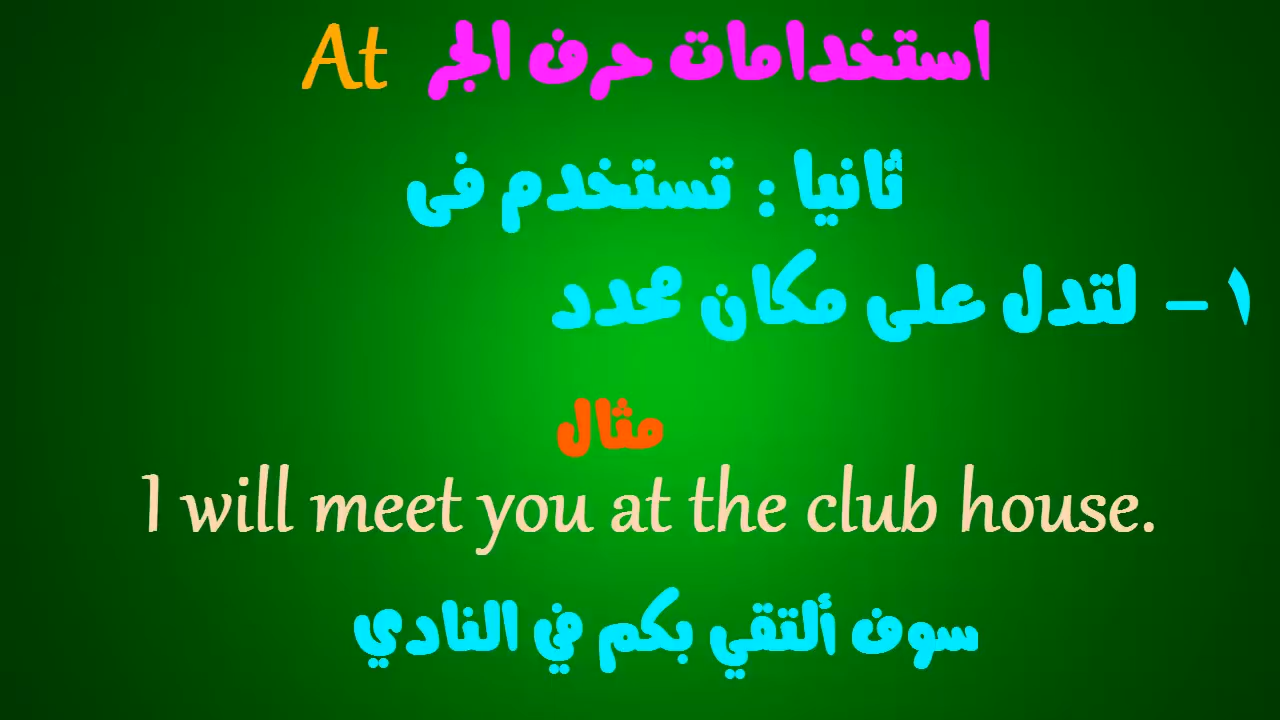 استخدامات حرف الجر At
ثانيا : تستخدم فى
١ - لتدل على مكان محدد
مثال
I will meet you at the club house.
سوف ألتقي بكم في النادي